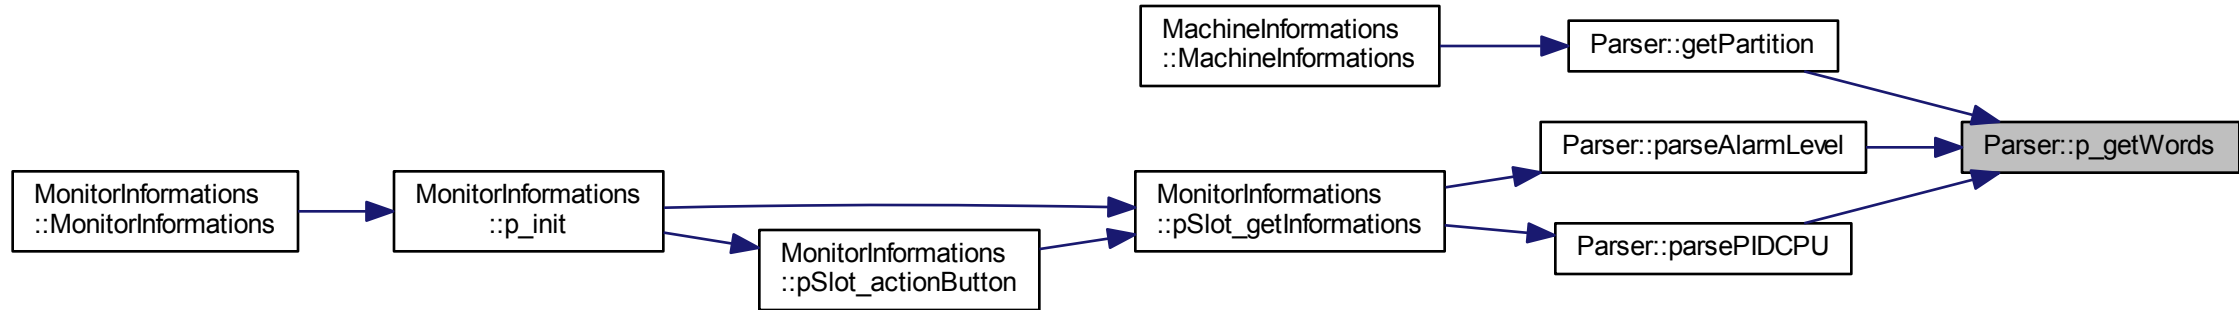 MachineInformations
::MachineInformations
Parser::getPartition
Parser::parseAlarmLevel
Parser::p_getWords
MonitorInformations
::MonitorInformations
MonitorInformations
::p_init
MonitorInformations
::pSlot_getInformations
MonitorInformations
::pSlot_actionButton
Parser::parsePIDCPU